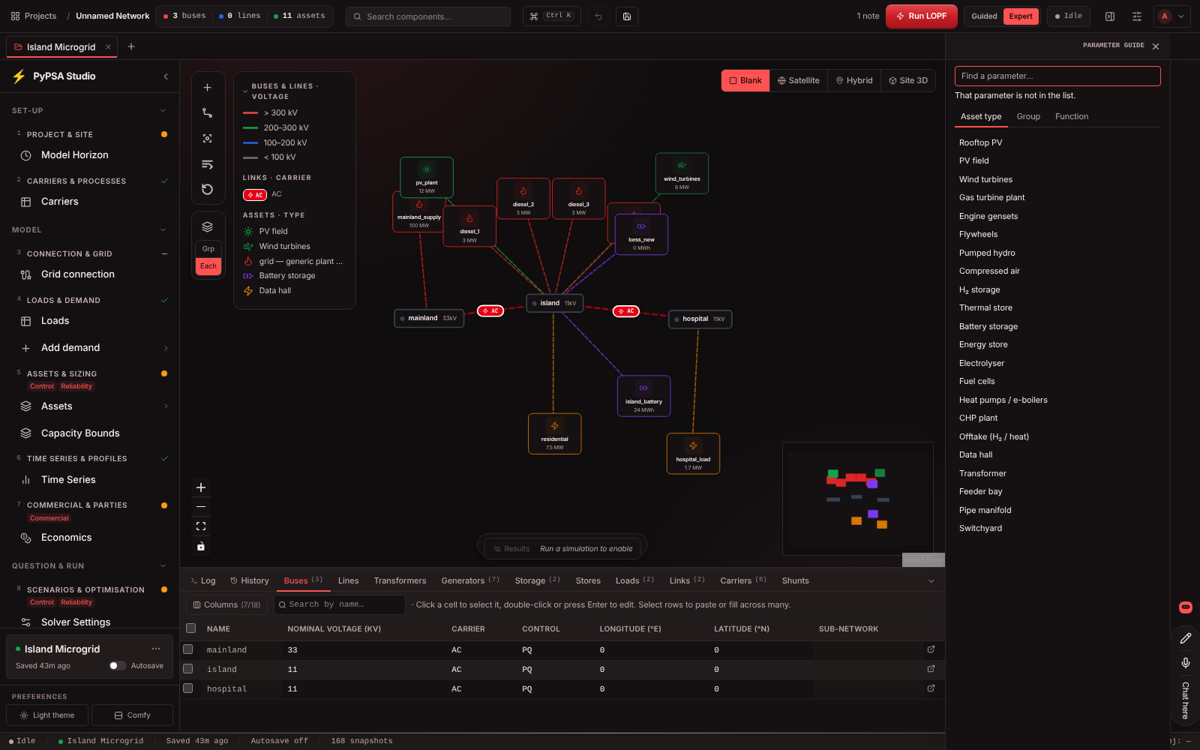 Projects / Unnamed Network
3 buses 0 lines 11 assets
Search components...
⌘ Ctrl K
1 note
Run LOPF
Guided Expert
Idle
A
Island Microgrid
PyPSA Studio
SET-UP
1 PROJECT & SITE
Model Horizon
2 CARRIERS & PROCESSES
Carriers
MODEL
3 CONNECTION & GRID
Grid connection
4 LOADS & DEMAND
Loads
Add demand
5 ASSETS & SIZING
Control Reliability
Assets
Capacity Bounds
6 TIME SERIES & PROFILES
Time Series
7 COMMERCIAL & PARTIES
Commercial
Economics
QUESTION & RUN
8 SCENARIOS & OPTIMISATION
Control Reliability
Solver Settings
Island Microgrid
Saved 43m ago Autosave
PREFERENCES
Light theme Comfy
Grp
Each
BUSES & LINES ·
VOLTAGE
> 300 kV
200–300 kV
100–200 kV
< 100 kV
LINKS · CARRIER
AC AC
ASSETS · TYPE
PV field
Wind turbines
grid — generic plant ...
Battery storage
Data hall
Blank Satellite Hybrid Site 3D
pv_plant
12 MW
wind_turbines
6 MW
mainland_supply
100 MW
diesel_1
3 MW
diesel_2
3 MW
diesel_3
3 MW
bess_new
0 MWh
mainland 33kV
AC
island 11kV
AC
hospital 11kV
island_battery
24 MWh
residential
7.5 MW
hospital_load
1.7 MW
Results Run a simulation to enable
Log History Buses (3) Lines Transformers Generators (7) Storage (2) Stores Loads (2) Links (2) Carriers (6) Shunts
Columns (7/18) Search by name... · Click a cell to select it, double-click or press Enter to edit. Select rows to paste or fill across many.
NAME NOMINAL VOLTAGE (KV) CARRIER CONTROL LONGITUDE (°E) LATITUDE (°N) SUB-NETWORK
mainland 33 AC PQ 0 0
island 11 AC PQ 0 0
hospital 11 AC PQ 0 0
PARAMETER GUIDE
Find a parameter...
That parameter is not in the list.
Asset type Group Function
Rooftop PV
PV field
Wind turbines
Gas turbine plant
Engine gensets
Flywheels
Pumped hydro
Compressed air
H₂ storage
Thermal store
Battery storage
Energy store
Electrolyser
Fuel cells
Heat pumps / e-boilers
CHP plant
Offtake (H₂ / heat)
Data hall
Transformer
Feeder bay
Pipe manifold
Switchyard
Chat here
Idle Island Microgrid Saved 43m ago Autosave off 168 snapshots